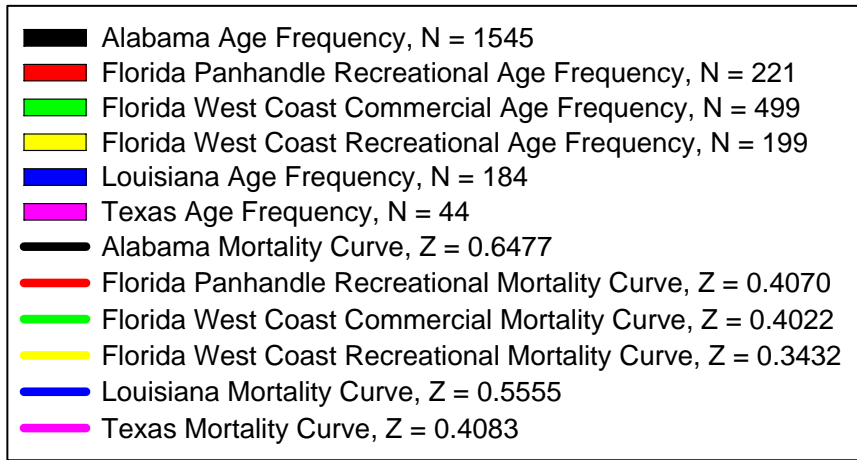 Alabama Age Frequency, N = 1545
Florida Panhandle Recreational Age Frequency, N = 221
Florida West Coast Commercial Age Frequency, N = 499
Florida West Coast Recreational Age Frequency, N = 199
Louisiana Age Frequency, N = 184
Texas Age Frequency, N = 44
Alabama Mortality Curve, Z = 0.6477
Florida Panhandle Recreational Mortality Curve, Z = 0.4070
Florida West Coast Commercial Mortality Curve, Z = 0.4022
Florida West Coast Recreational Mortality Curve, Z = 0.3432
Louisiana Mortality Curve, Z = 0.5555
Texas Mortality Curve, Z = 0.4083